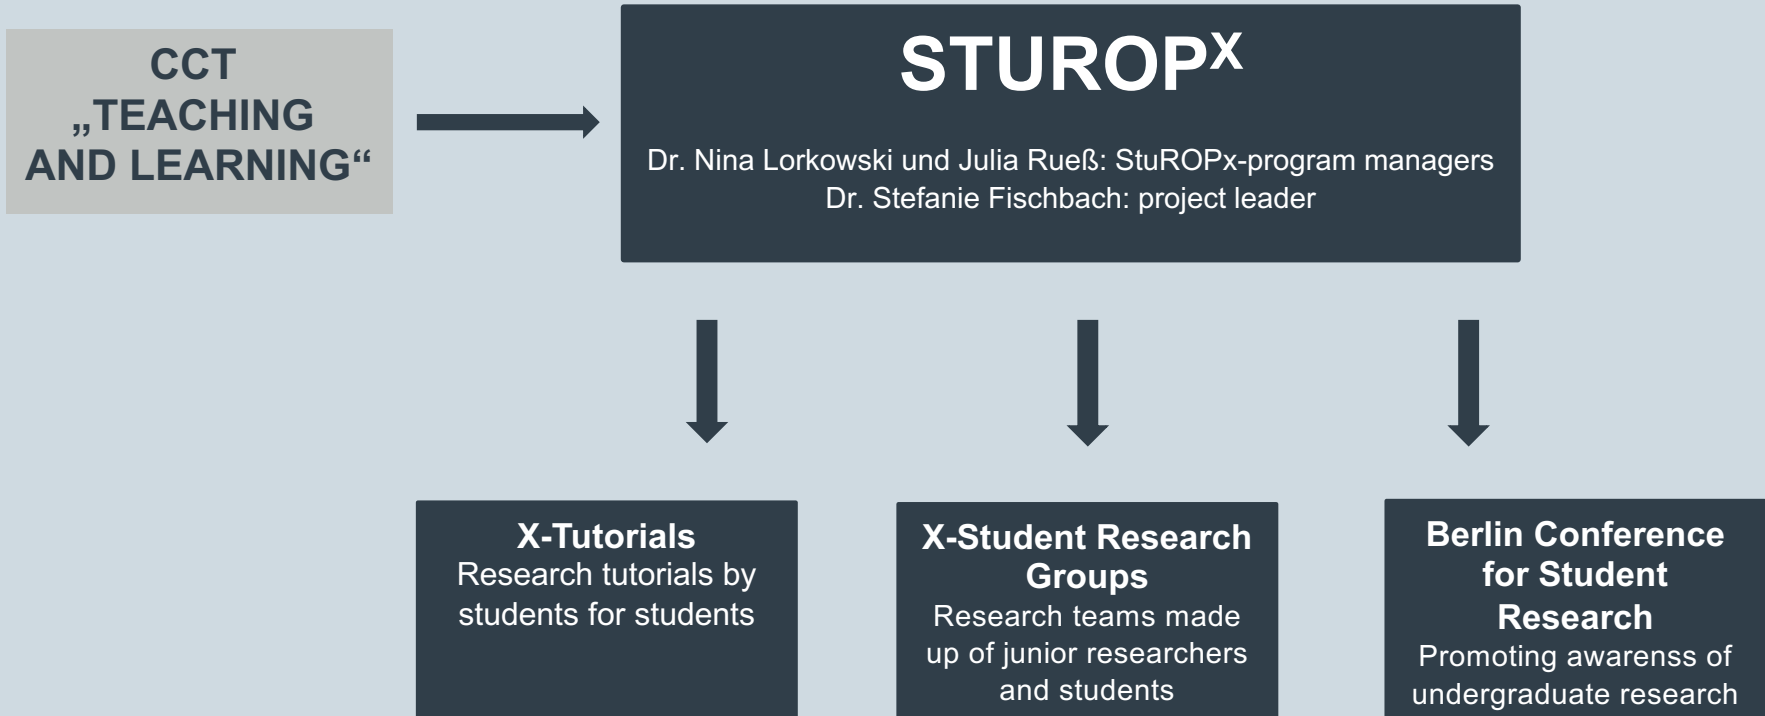 CCT
„TEACHING
AND LEARNING“
STUROPX
Dr. Nina Lorkowski und Julia Rueß: StuROPx-program managers
Dr. Stefanie Fischbach: project leader
X-Tutorials
Research tutorials by
students for students
X-Student Research
Groups
Research teams made
up of junior researchers
and students
Berlin Conference
for Student
Research
Promoting awarenss of
undergraduate research